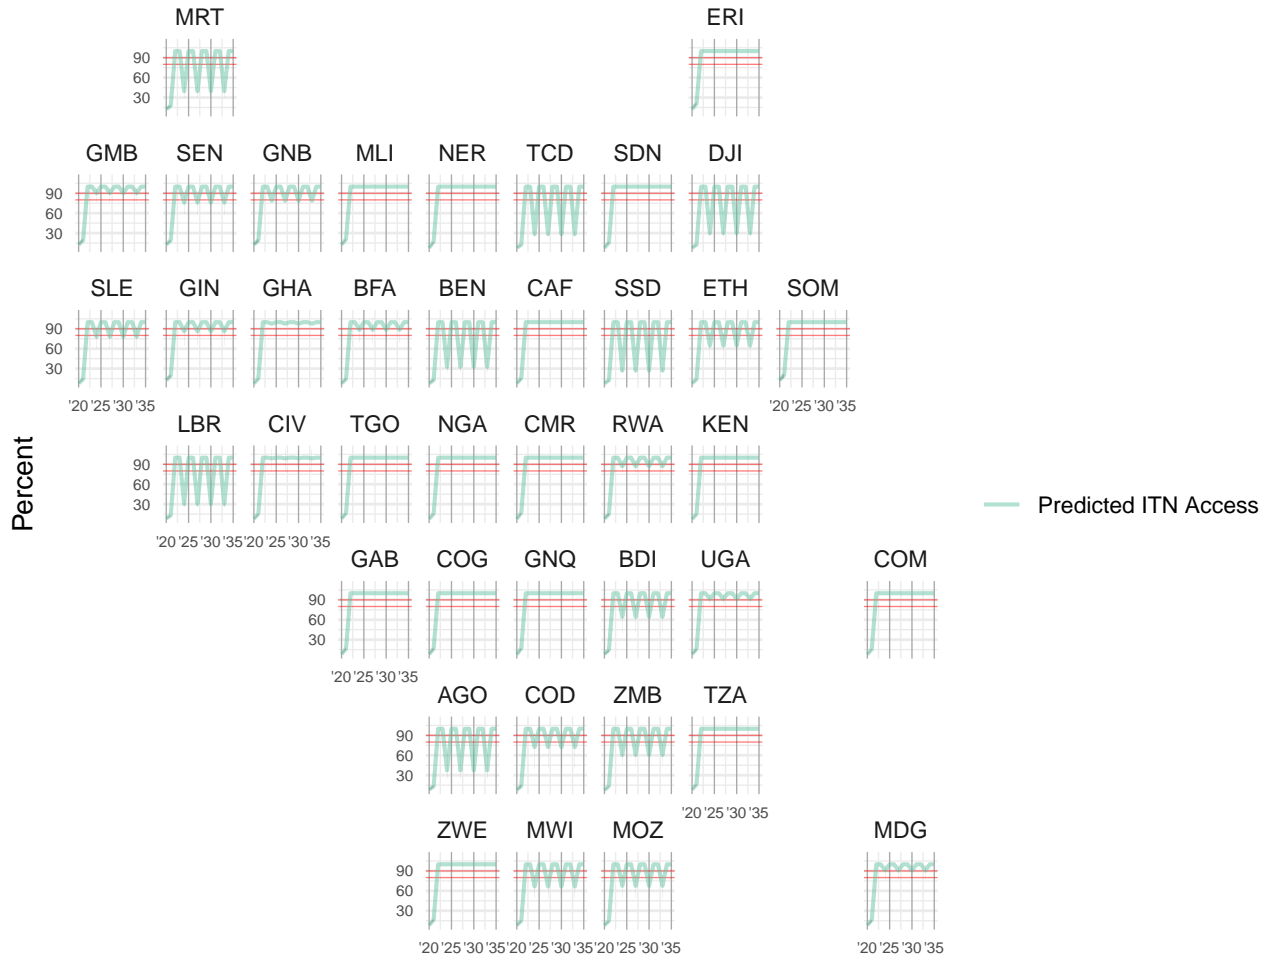 MRT ERI
90
60
30
GMB SEN GNB MLI NER TCD SDN DJI
90
60
30
SLE GIN GHA BFA BEN CAF SSD ETH SOM
90
60
30
'20 '25 '30 '35 '20 '25 '30 '35
LBR CIV TGO NGA CMR RWA KEN
90
60
30
'20 '25 '30 '35 '20 '25 '30 '35
Percent
Predicted ITN Access
GAB COG GNQ BDI UGA COM
90
60
30
'20 '25 '30 '35
AGO COD ZMB TZA
90
60
30
'20 '25 '30 '35
ZWE MWI MOZ MDG
90
60
30
'20 '25 '30 '35 '20 '25 '30 '35 '20 '25 '30 '35 '20 '25 '30 '35